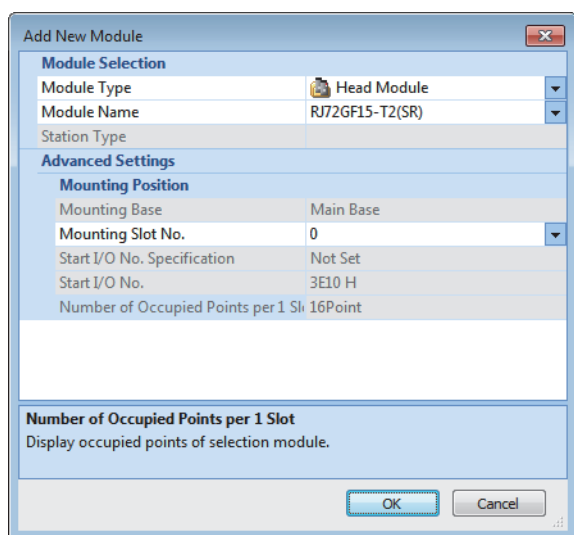 Add New Module
Module Selection
Module Type Head Module
Module Name RJ72GF15-T2(SR)
Station Type
Advanced Settings
Mounting Position
Mounting Base Main Base
Mounting Slot No. 0
Start I/O No. Specification Not Set
Start I/O No. 3E10 H
Number of Occupied Points per 1 Sl 16Point
Number of Occupied Points per 1 Slot
Display occupied points of selection module.
OK Cancel